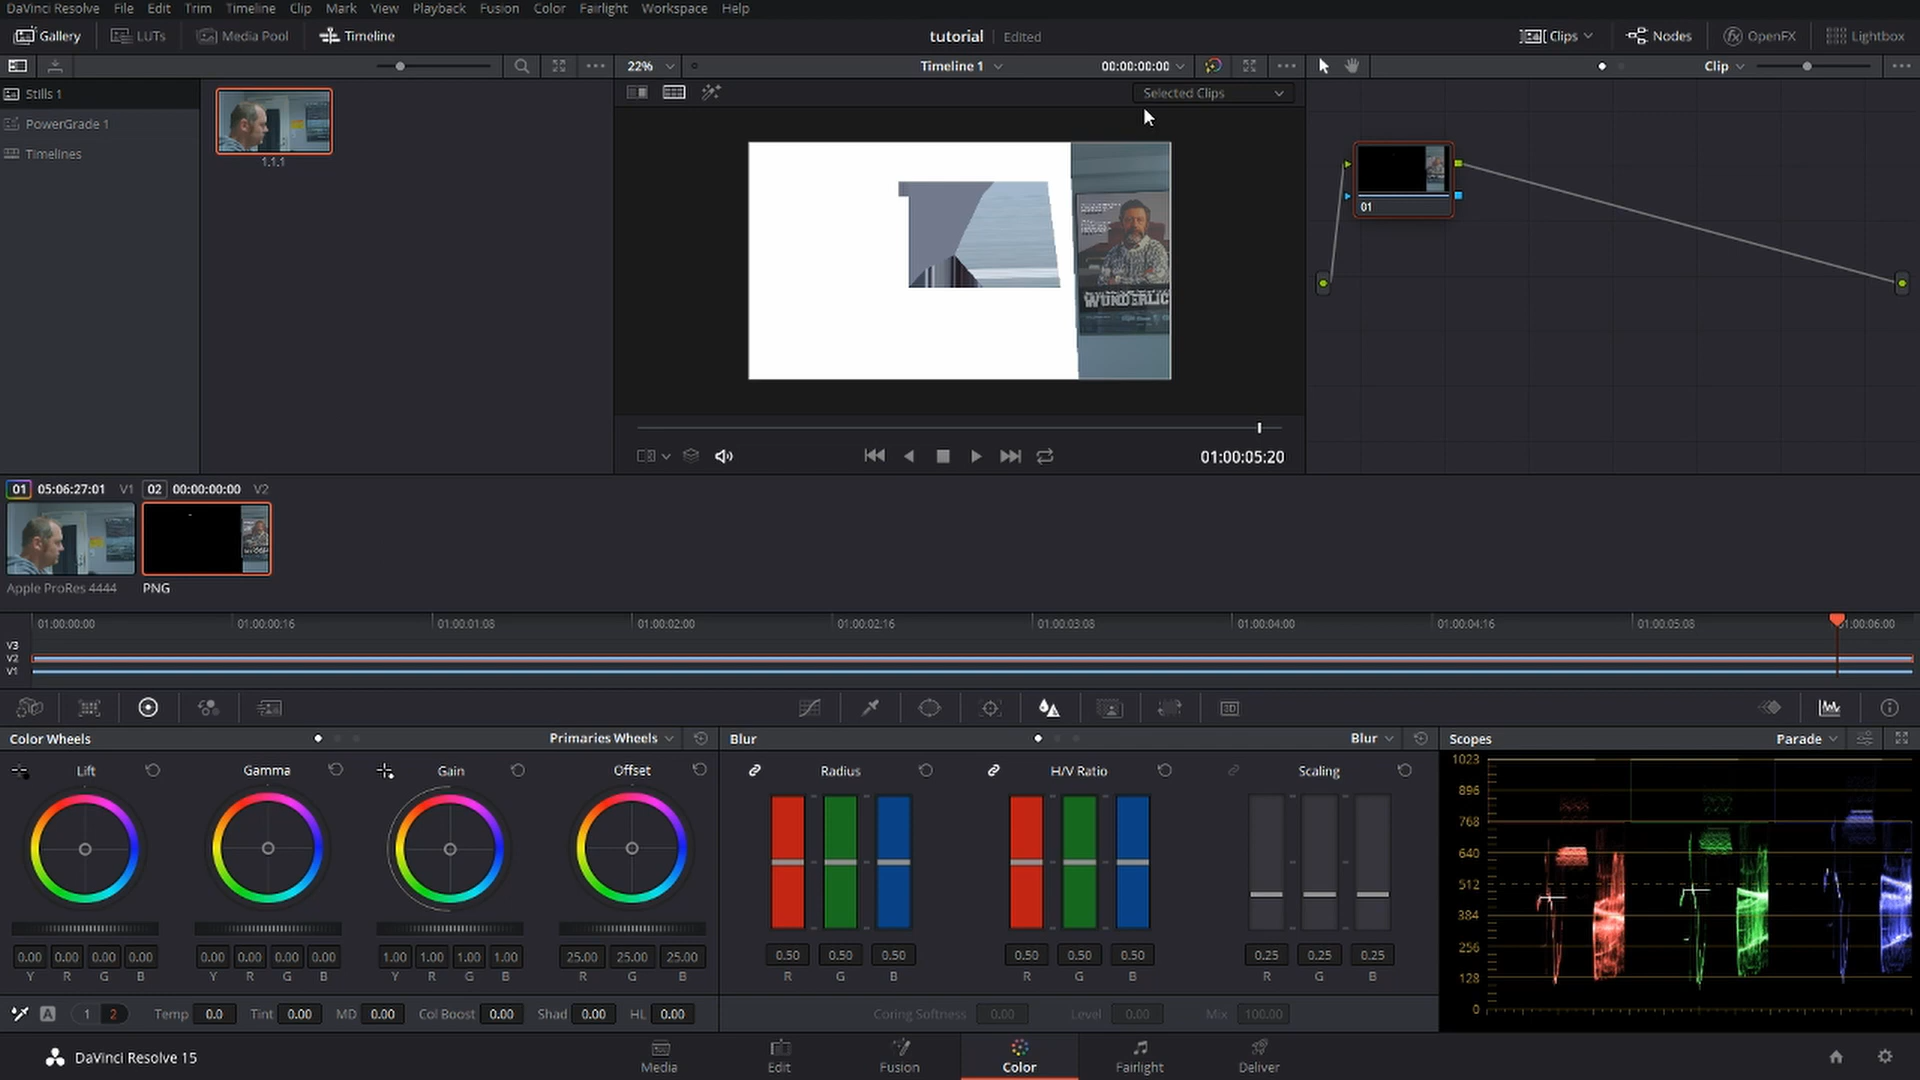 DaVinci Resolve File Edit Trim Timeline Clip Mark View Playback Fusion Color Fairlight Workspace Help
Gallery LUTs Media Pool Timeline tutorial Edited Clips Nodes OpenFX Lightbox
22% Timeline 1 00:00:00:00 Clip
Selected Clips
Stills 1
PowerGrade 1
Timelines
1.1.1
WUNDERLIC
01
01:00:05:20
01 05:06:27:01 V1 02 00:00:00:00 V2
Apple ProRes 4444 PNG
01:00:00:00 01:00:00:16 01:00:01:08 01:00:02:00 01:00:02:16 01:00:03:08 01:00:04:00 01:00:04:16 01:00:05:08 01:00:06:00
V3
V2
V1
3D
Color Wheels Primaries Wheels Blur Blur Scopes Parade
Lift Gamma Gain Offset Radius H/V Ratio Scaling
1023
896
768
640
512
384
256
128
0
0.00 0.00 0.00 0.00 0.00 0.00 0.00 0.00 1.00 1.00 1.00 1.00 25.00 25.00 25.00 0.50 0.50 0.50 0.50 0.50 0.50 0.25 0.25 0.25
Y R G B Y R G B Y R G B R G B R G B R G B R G B
A 1 2 Temp 0.0 Tint 0.00 MD 0.00 Col Boost 0.00 Shad 0.00 HL 0.00 Coring Softness 0.00 Level 0.00 Mix 100.00
DaVinci Resolve 15 Media Edit Fusion Color Fairlight Deliver